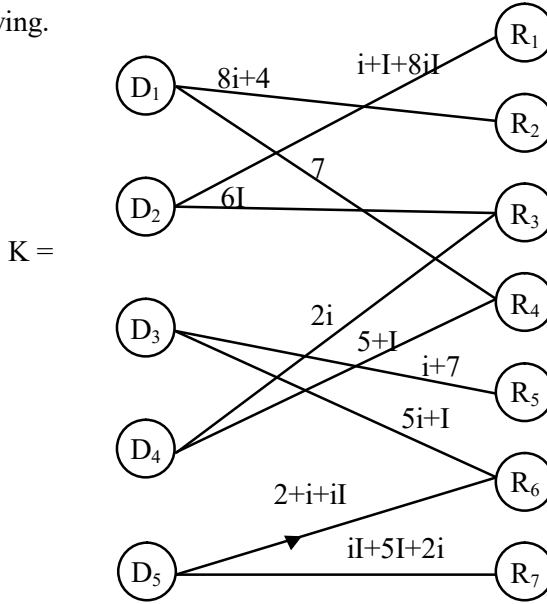 ying.
R₁
i+I+8iI
D₁
8i+4
R₂
7
D₂
6I
R₃
K =
2i
D₃
R₄
5+I
i+7
R₅
5i+I
D₄
R₆
2+i+iI
iI+5I+2i
D₅
R₇